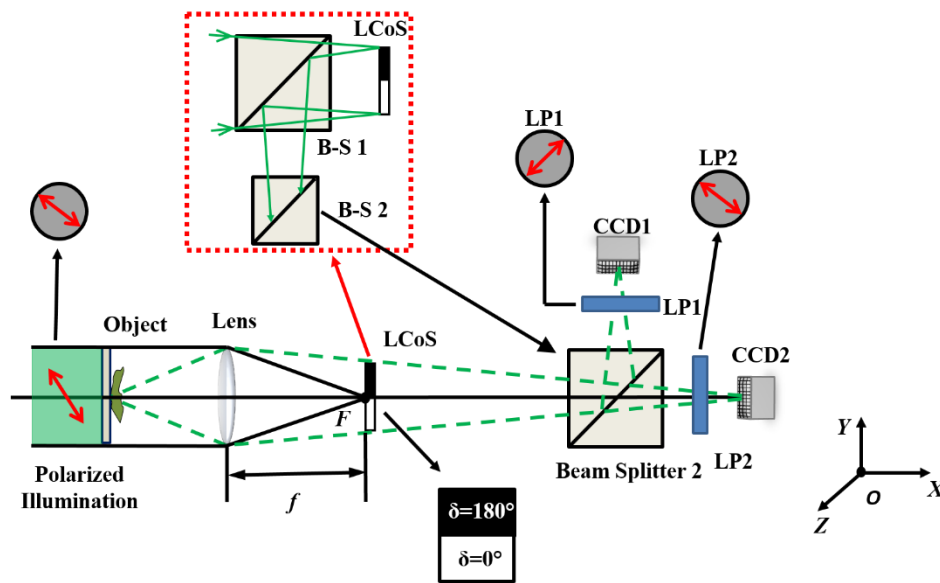 LCoS
B-S 1
B-S 2
LP1
LP2
CCD1
LP1
Object
Lens
LCoS
CCD2
F
Polarized
Illumination
f
Beam Splitter 2
LP2
δ=180°
δ=0°
Y
X
O
Z